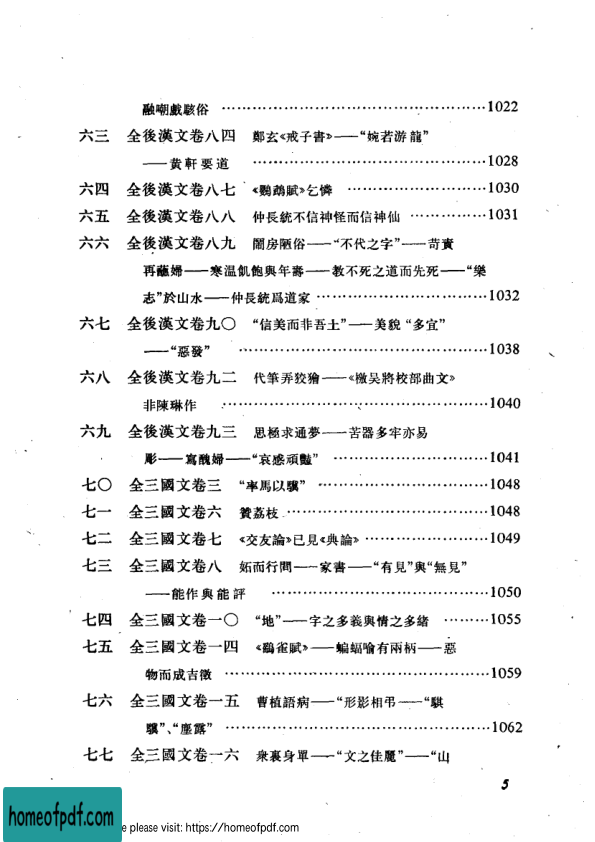 融嘲戲駭俗 ……………………………………1022
六三 全後漢文卷八四 鄭玄《戒子書》——“婉若游龍”
——黄軒要道 ……………………………………1028
六四 全後漢文卷八七 《鸚鵡賦》乞憐 ……………………1030
六五 全後漢文卷八八 仲長統不信神怪而信神仙 ……………1031
六六 全後漢文卷八九 鬧房陋俗——“不代之字”——苛責
再蘸婦——寒温飢飽與年壽——教不死之道而先死——“樂
志”於山水——仲長統爲道家 ……………………………1032
六七 全後漢文卷九〇 “信美而非吾土”——美貌“多宜”
——“惡發” ……………………………………1038
六八 全後漢文卷九二 代筆弄狡獪——《檄吴將校部曲文》
非陳琳作 ……………………………………1040
六九 全後漢文卷九三 思極求通夢——苦器多牢亦易
彫——寫醜婦——“哀感頑豔” ……………………1041
七〇 全三國文卷三 “率馬以驥” ……………………1048
七一 全三國文卷六 贊荔枝 ……………………………1048
七二 全三國文卷七 《交友論》已見《典論》 ………………1049
七三 全三國文卷八 妬而行間——家書——“有見”與“無見”
——能作與能評 ……………………………………1050
七四 全三國文卷一〇 “地”——字之多義與情之多緒 ……1055
七五 全三國文卷一四 《鷂雀賦》——蝙蝠喻有兩柄——惡
物而成吉徵 ……………………………………1059
七六 全三國文卷一五 曹植語病——“形影相弔——“騏
驥”、“塵露” ……………………………………1062
七七 全三國文卷一六 衆裏身單——“文之佳麗”——“山
5
homeofpdf.com
e please visit: https://homeofpdf.com